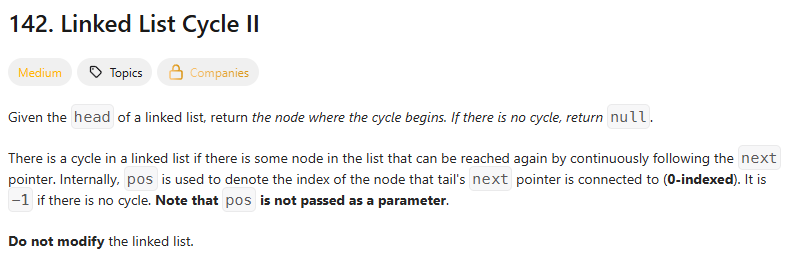 142. Linked List Cycle II
Medium Topics Companies
Given the head of a linked list, return the node where the cycle begins. If there is no cycle, return null.
There is a cycle in a linked list if there is some node in the list that can be reached again by continuously following the next
pointer. Internally, pos is used to denote the index of the node that tail's next pointer is connected to (0-indexed). It is
-1 if there is no cycle. Note that pos is not passed as a parameter.
Do not modify the linked list.